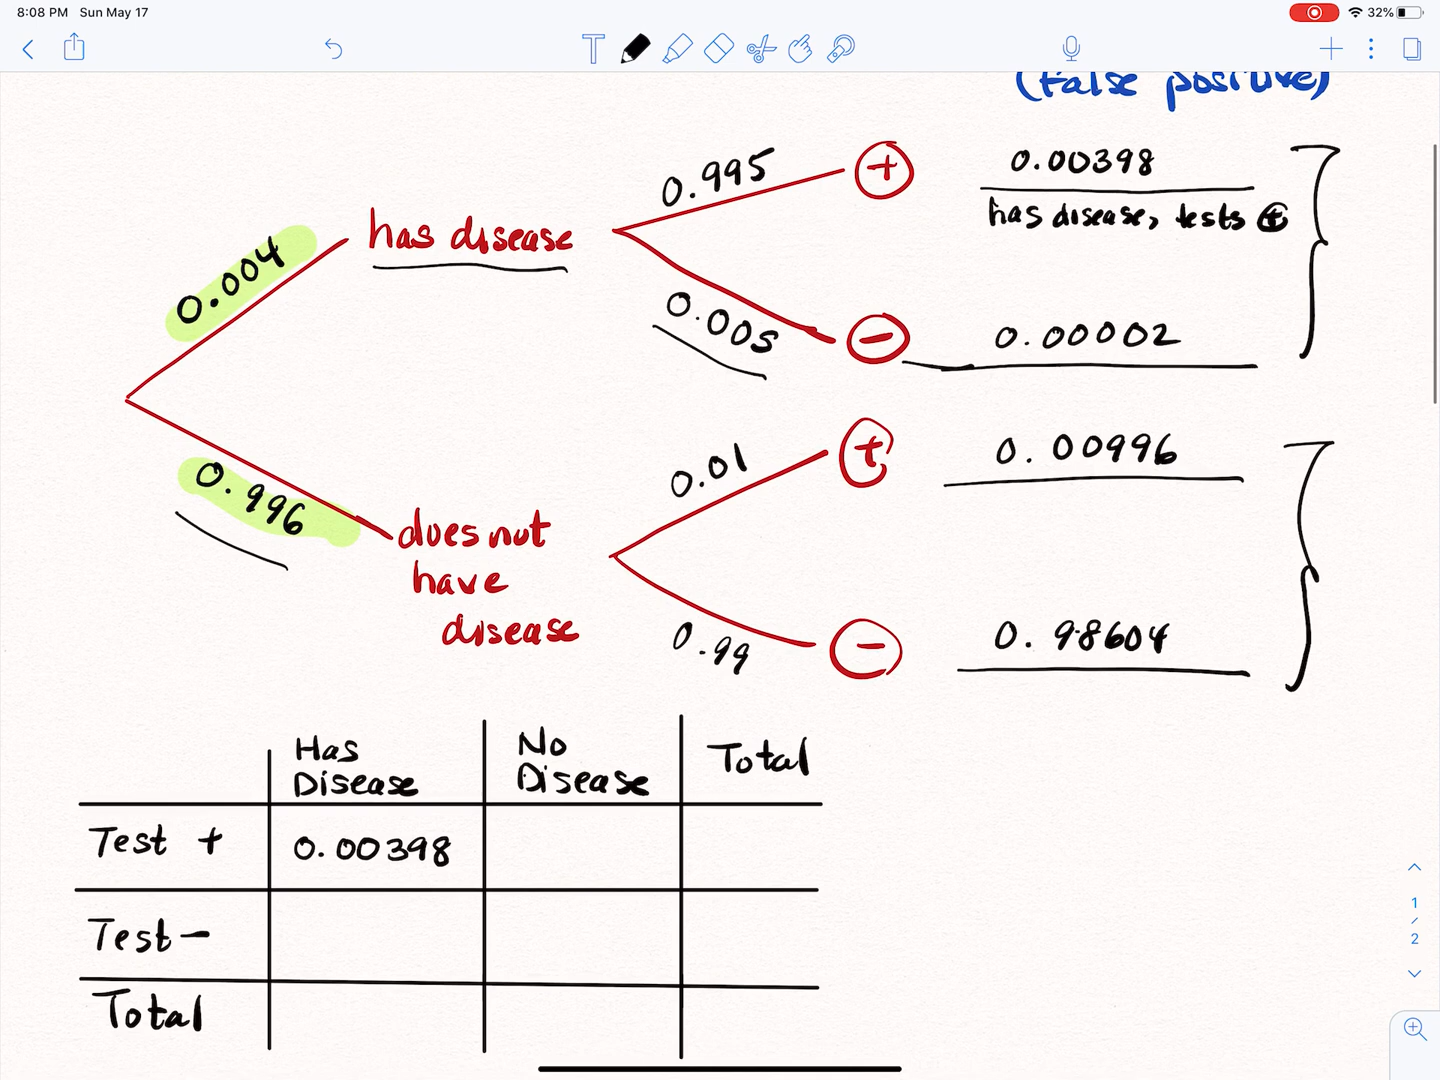 8:08 PM Sun May 17
32%
(False positive)
0.995
+
0.00398
has disease, tests +
has disease
0.004
0.005
−
0.00002
0.01
+
0.00996
0.996
does not
have
disease
0.99
−
0.98604
Has
Disease
No
Disease
Total
Test +
0.00398
Test −
Total
1
/
2